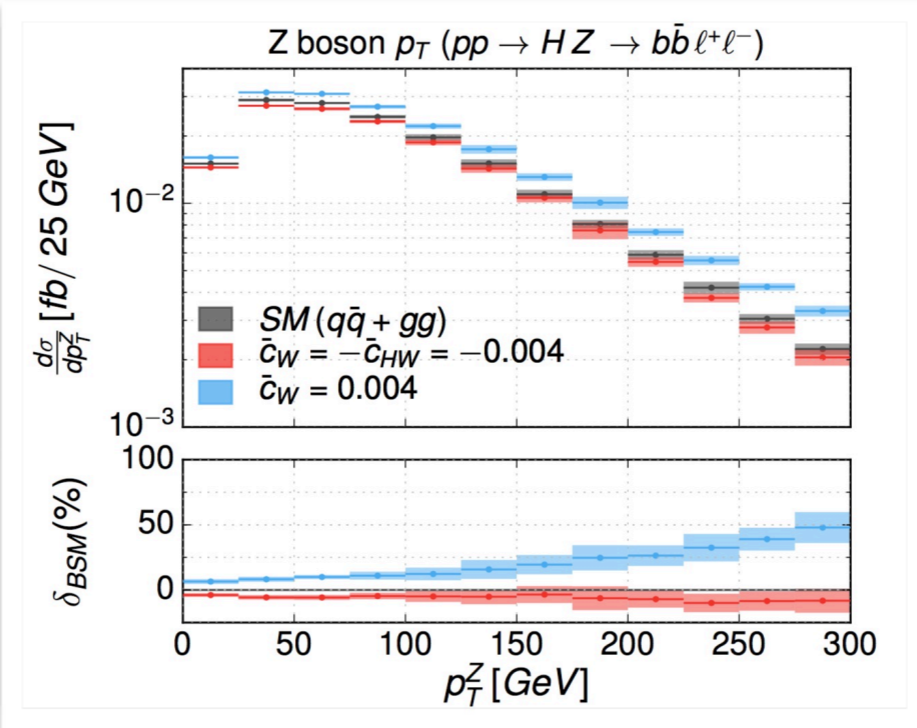 Z boson p_T (pp → H Z → bb̄ ℓ⁺ℓ⁻)
dσ/dp_T^Z [fb/ 25 GeV]
10⁻²
SM (qq̄ + gg)
c̄_W = −c̄_HW = −0.004
c̄_W = 0.004
10⁻³
100
50
0
δ_BSM(%)
0 50 100 150 200 250 300
p_T^Z [GeV]